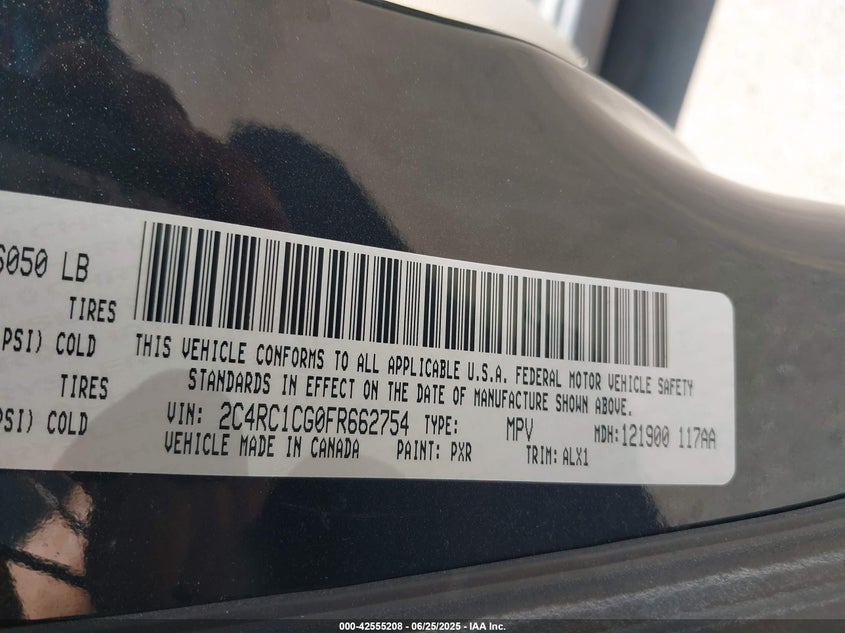 6050 LB
TIRES
PSI) COLD
TIRES
PSI) COLD
THIS VEHICLE CONFORMS TO ALL APPLICABLE U.S.A. FEDERAL MOTOR VEHICLE SAFETY
STANDARDS IN EFFECT ON THE DATE OF MANUFACTURE SHOWN ABOVE.
VIN: 2C4RC1CG0FR662754 TYPE: MPV MDH:121900 117AA
VEHICLE MADE IN CANADA PAINT: PXR TRIM: ALX1
000-42555208 - 06/25/2025 - IAA Inc.